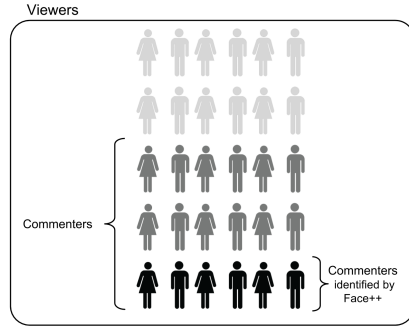 Viewers
Commenters
Commenters
identified by
Face++